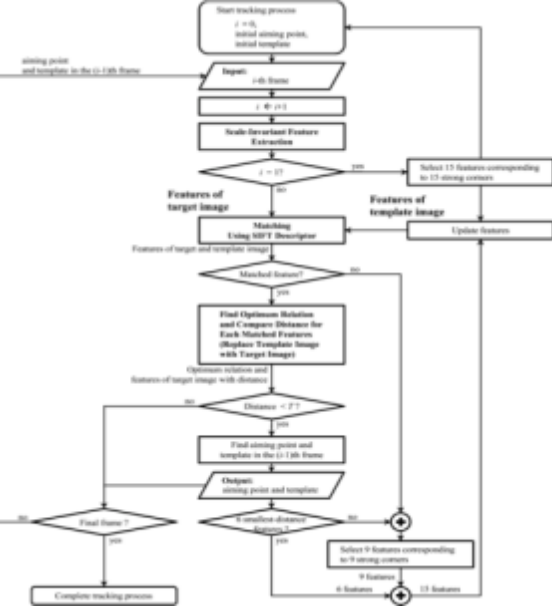 Start tracking process
i = 0,
initial aiming point,
initial template
aiming point
and template in the (i-1)th frame
Input:
i-th frame
i ← i+1
Scale-Invariant Feature
Extraction
i = 1?
yes
Select 15 features corresponding
to 15 strong corners
no
Features of
target image
Features of
template image
Matching
Using SIFT Descriptor
Update features
Features of target and template image
Matched feature?
no
yes
Find Optimum Relation
and Compare Distance for
Each Matched Features
(Replace Template Image
with Target Image)
Optimum relation and
features of target image with distance
no
Distance < T ?
yes
Find aiming point and
template in the (i-1)th frame
Output:
aiming point and template
no
Final frame ?
6 smallest-distance
features ?
no
yes
yes
Select 9 features corresponding
to 9 strong corners
9 features
Complete tracking process
6 features
15 features